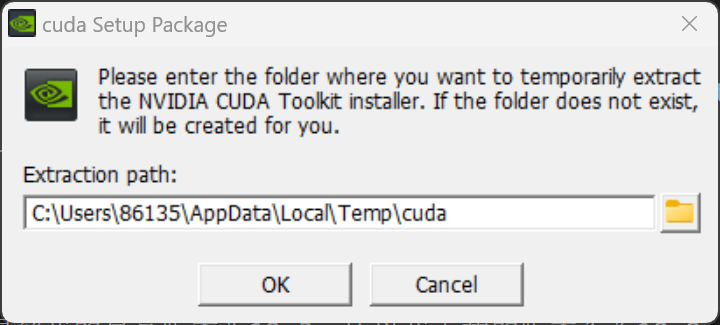 cuda Setup Package
Please enter the folder where you want to temporarily extract
the NVIDIA CUDA Toolkit installer. If the folder does not exist,
it will be created for you.
Extraction path:
C:\Users\86135\AppData\Local\Temp\cuda
OK
Cancel